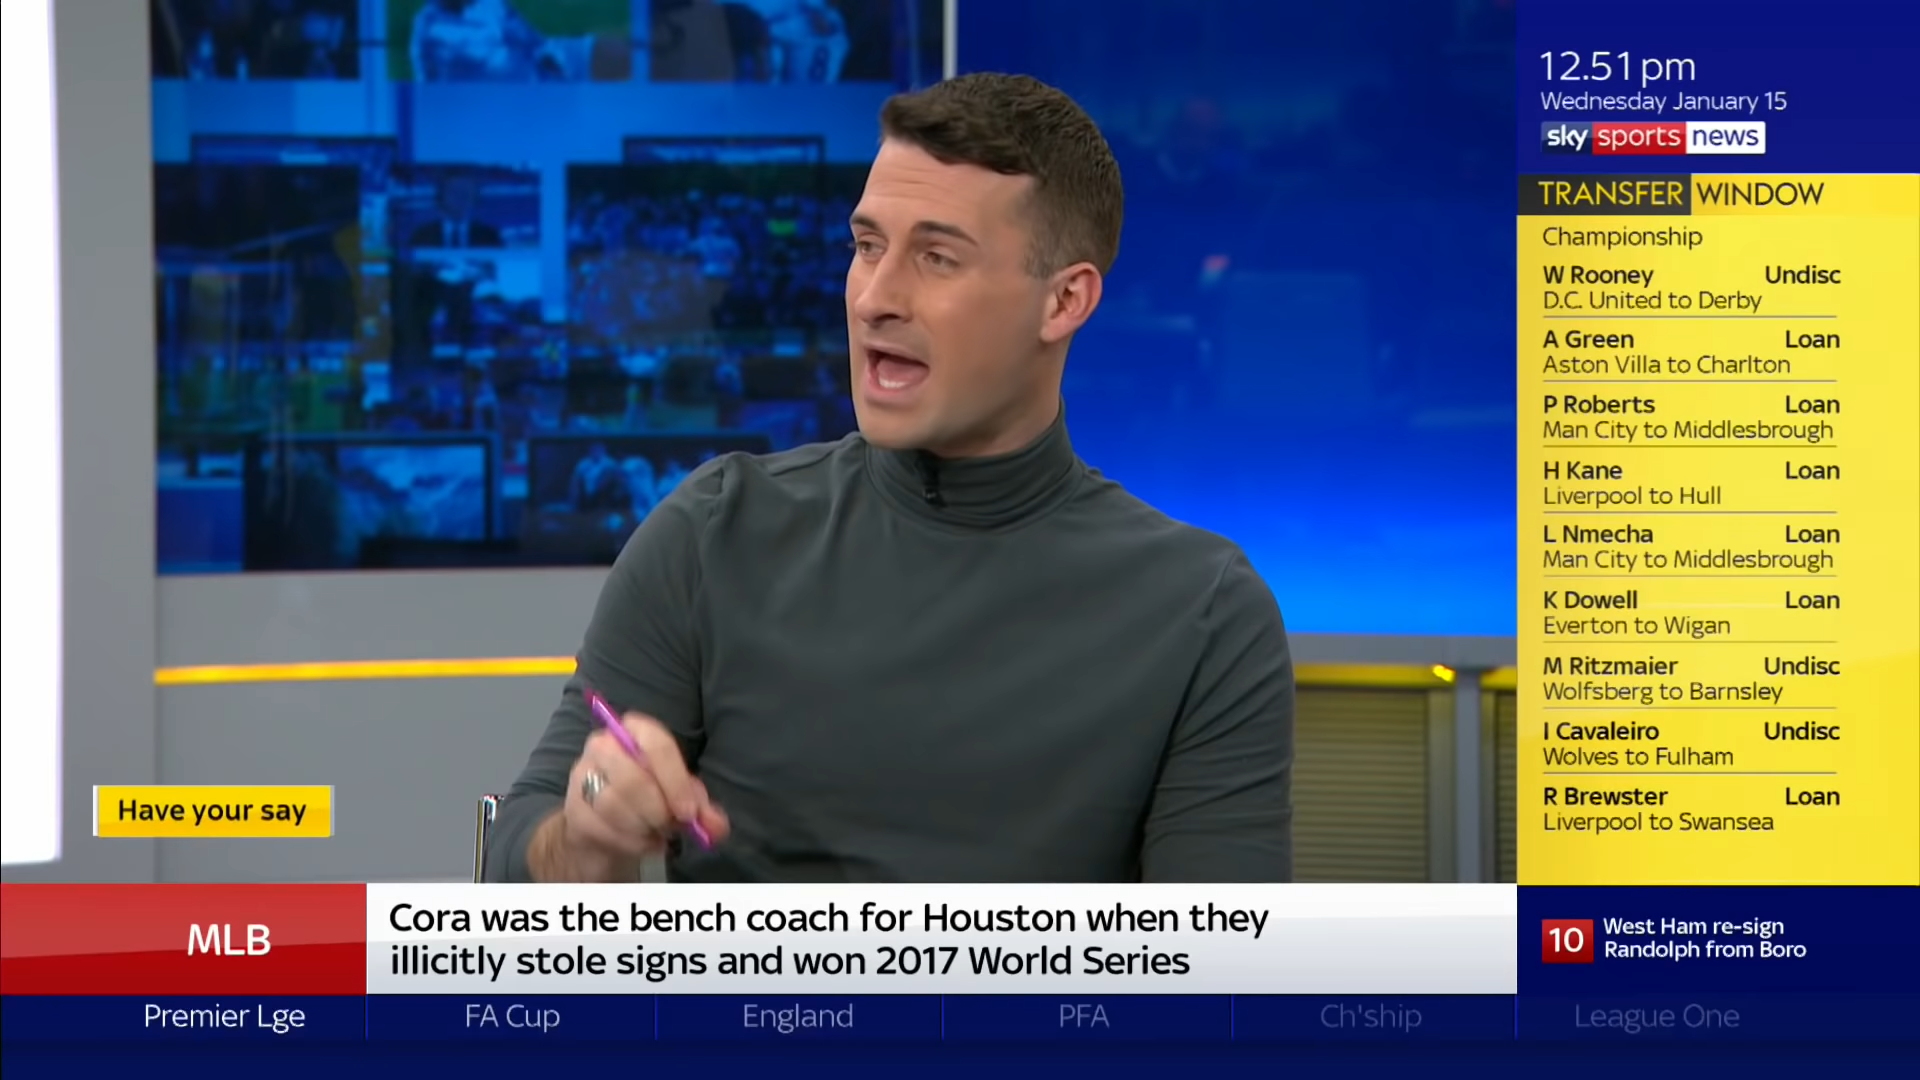 12.51pm
Wednesday January 15
sky sports news
TRANSFER WINDOW
Championship
W Rooney Undisc
D.C. United to Derby
A Green Loan
Aston Villa to Charlton
P Roberts Loan
Man City to Middlesbrough
H Kane Loan
Liverpool to Hull
L Nmecha Loan
Man City to Middlesbrough
K Dowell Loan
Everton to Wigan
M Ritzmaier Undisc
Wolfsberg to Barnsley
I Cavaleiro Undisc
Wolves to Fulham
R Brewster Loan
Liverpool to Swansea
Have your say
MLB
Cora was the bench coach for Houston when they
illicitly stole signs and won 2017 World Series
10
West Ham re-sign
Randolph from Boro
Premier Lge FA Cup England PFA Ch'ship League One